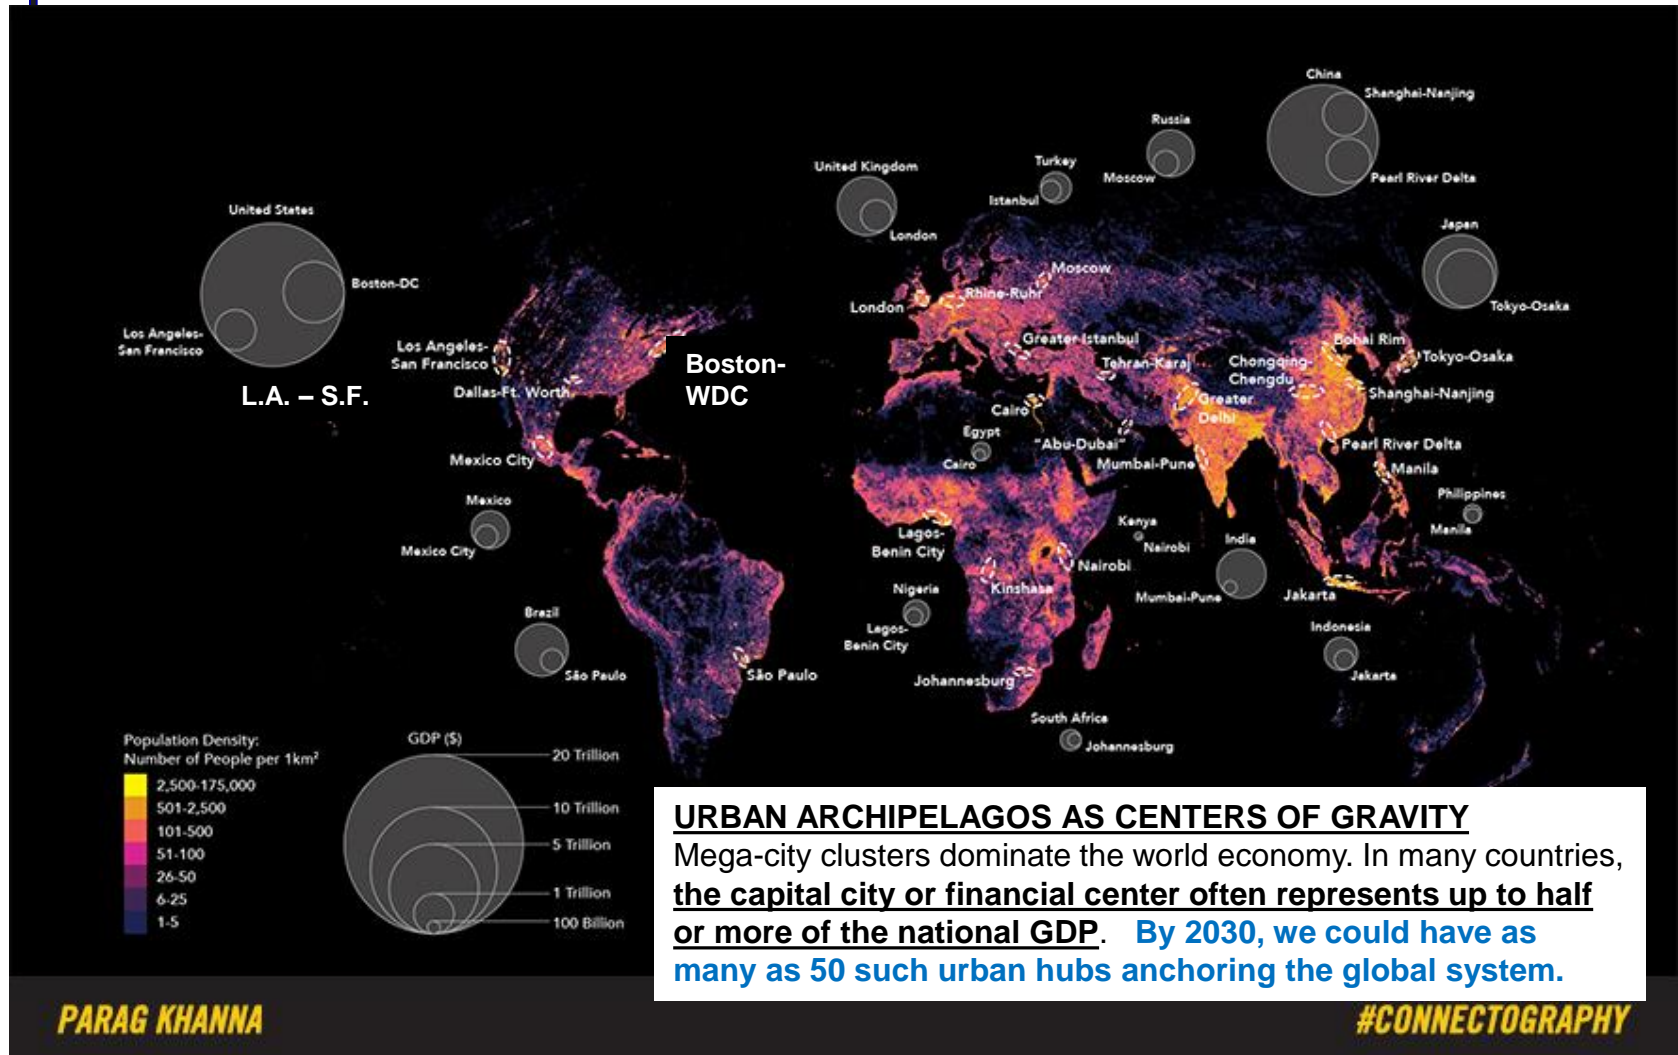 China
Shanghai-Nanjing
Pearl River Delta
Russia
Moscow
Turkey
Istanbul
United Kingdom
London
United States
Boston-DC
Los Angeles-
San Francisco
L.A. – S.F.
Japan
Tokyo-Osaka
Los Angeles-
San Francisco
Dallas-Ft. Worth
Boston-
WDC
Mexico City
London
Rhine-Ruhr
Moscow
Greater Istanbul
Tehran-Karaj
Chongqing-
Chengdu
Bohai Rim
Tokyo-Osaka
Shanghai-Nanjing
Greater
Delhi
Cairo
Egypt
Cairo
"Abu-Dubai"
Mumbai-Pune
Pearl River Delta
Manila
Philippines
Manila
Mexico
Mexico City
Lagos-
Benin City
Kenya
Nairobi
Nairobi
Kinshasa
India
Mumbai-Pune
Jakarta
Nigeria
Lagos-
Benin City
Brazil
São Paulo
São Paulo
Johannesburg
South Africa
Johannesburg
Indonesia
Jakarta
Population Density:
Number of People per 1km²
2,500-175,000
501-2,500
101-500
51-100
26-50
6-25
1-5
GDP ($)
20 Trillion
10 Trillion
5 Trillion
1 Trillion
100 Billion
URBAN ARCHIPELAGOS AS CENTERS OF GRAVITY
Mega-city clusters dominate the world economy. In many countries,
the capital city or financial center often represents up to half
or more of the national GDP. By 2030, we could have as
many as 50 such urban hubs anchoring the global system.
PARAG KHANNA
#CONNECTOGRAPHY